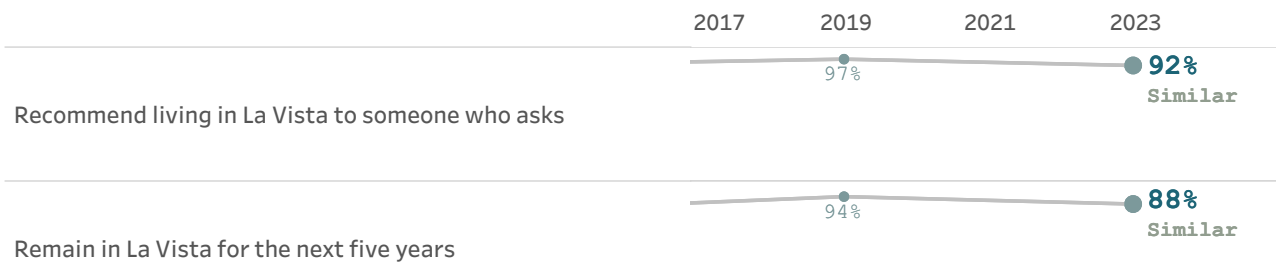 2017 2019 2021 2023
97%
92%
Similar
Recommend living in La Vista to someone who asks
94%
88%
Similar
Remain in La Vista for the next five years